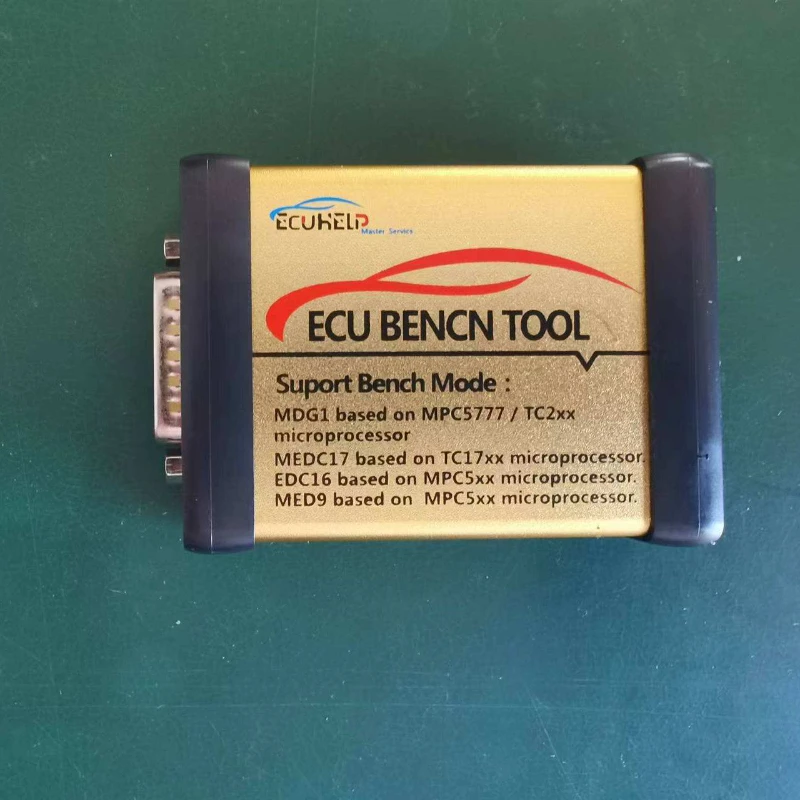 ECUHELP
Master Service
ECU BENCN TOOL
Suport Bench Mode :
MDG1 based on MPC5777 / TC2xx
microprocessor
MEDC17 based on TC17xx microprocessor.
EDC16 based on MPC5xx microprocessor.
MED9 based on MPC5xx microprocessor.